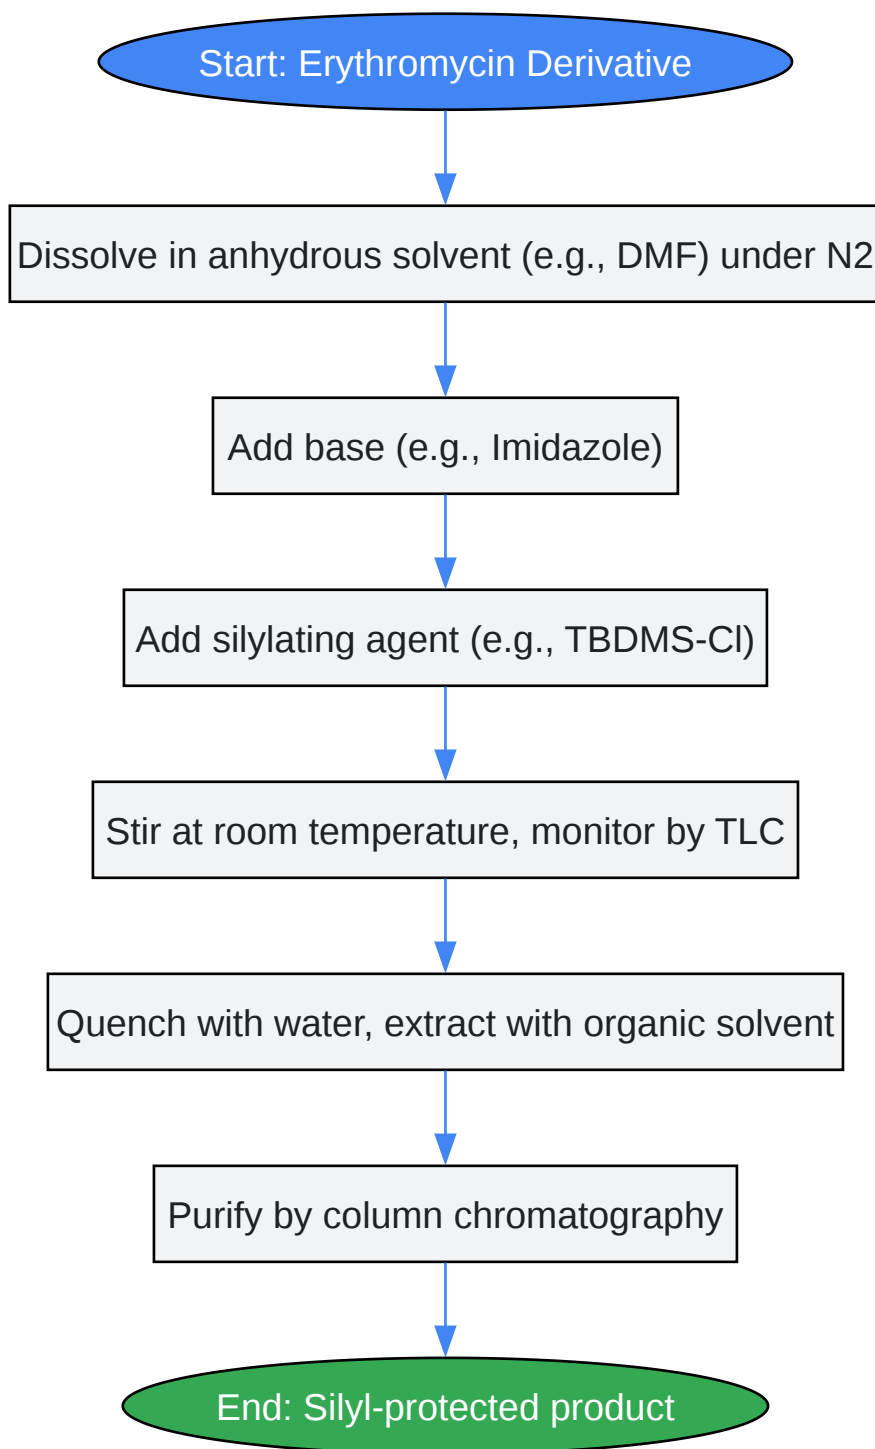 Start: Erythromycin Derivative
Dissolve in anhydrous solvent (e.g., DMF) under N2
Add base (e.g., Imidazole)
Add silylating agent (e.g., TBDMS-Cl)
Stir at room temperature, monitor by TLC
Quench with water, extract with organic solvent
Purify by column chromatography
End: Silyl-protected product